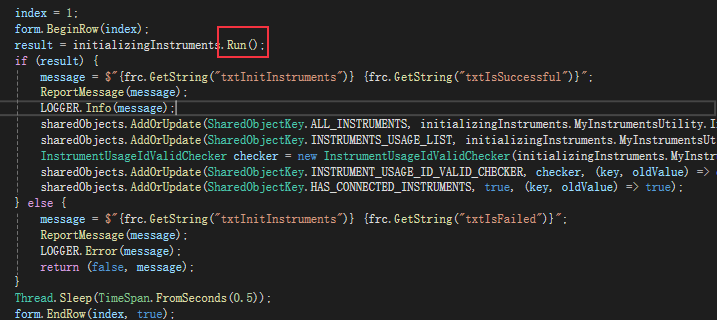 index = 1;
form.BeginRow(index);
result = initializingInstruments.Run();
if (result) {
message = $"{frc.GetString("txtInitInstruments")} {frc.GetString("txtIsSuccessful")}";
ReportMessage(message);
LOGGER.Info(message);
sharedObjects.AddOrUpdate(SharedObjectKey.ALL_INSTRUMENTS, initializingInstruments.MyInstrumentsUtility.I
sharedObjects.AddOrUpdate(SharedObjectKey.INSTRUMENTS_USAGE_LIST, initializingInstruments.MyInstrumentsUt
InstrumentUsageIdValidChecker checker = new InstrumentUsageIdValidChecker(initializingInstruments.MyInstr
sharedObjects.AddOrUpdate(SharedObjectKey.INSTRUMENT_USAGE_ID_VALID_CHECKER, checker, (key, oldValue) =>
sharedObjects.AddOrUpdate(SharedObjectKey.HAS_CONNECTED_INSTRUMENTS, true, (key, oldValue) => true);
} else {
message = $"{frc.GetString("txtInitInstruments")} {frc.GetString("txtIsFailed")}";
ReportMessage(message);
LOGGER.Error(message);
return (false, message);
}
Thread.Sleep(TimeSpan.FromSeconds(0.5));
form.EndRow(index, true);